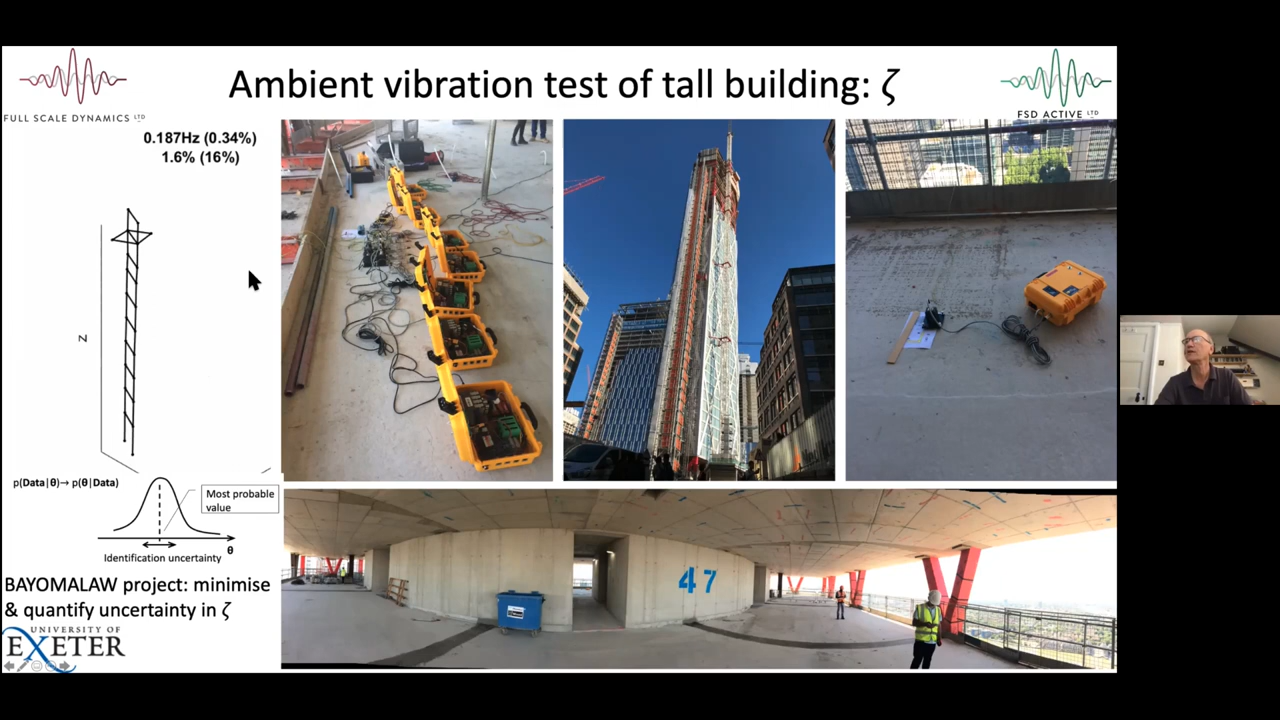 Ambient vibration test of tall building: ζ
FULL SCALE DYNAMICS LTD
FSD ACTIVE LTD
0.187Hz (0.34%)
1.6% (16%)
Z
p(Data|θ)→ p(θ|Data)
Most probable
value
θ
Identification uncertainty
BAYOMALAW project: minimise
& quantify uncertainty in ζ
UNIVERSITY OF
EXETER
47